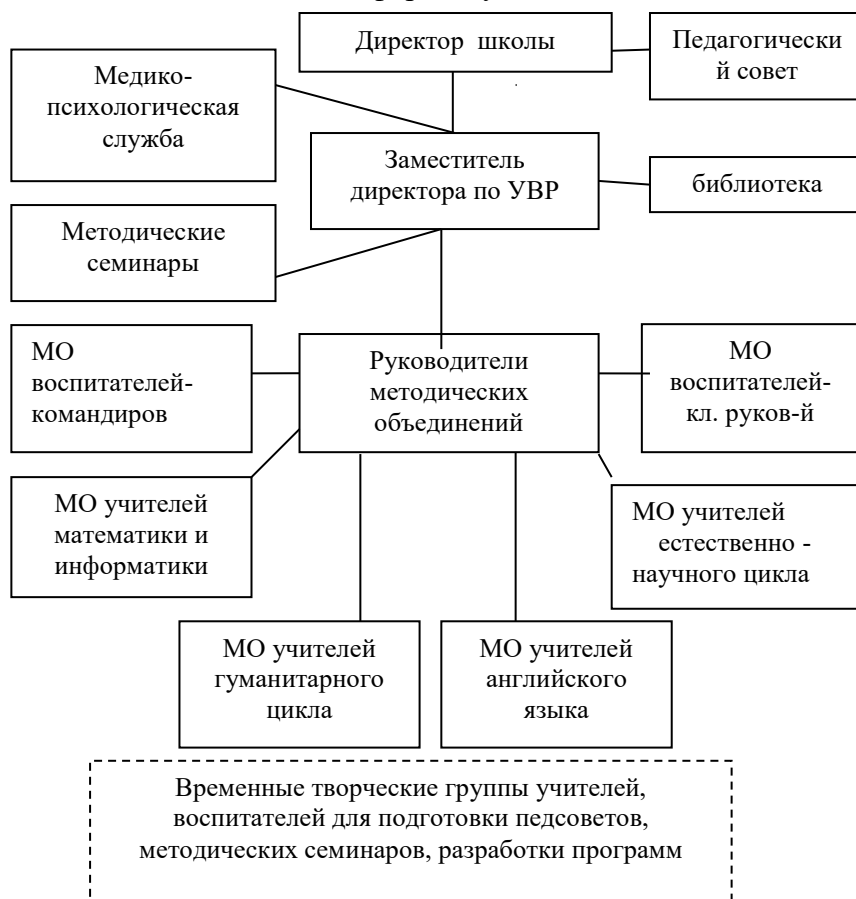 Директор школы
Педагогически
й совет
Медико-
психологическая
служба
Заместитель
директора по УВР
библиотека
Методические
семинары
МО
воспитателей-
командиров
Руководители
методических
объединений
МО
воспитателей-
кл. руков-й
МО учителей
математики и
информатики
МО учителей
естественно -
научного цикла
МО учителей
гуманитарного
цикла
МО учителей
английского
языка
Временные творческие группы учителей,
воспитателей для подготовки педсоветов,
методических семинаров, разработки программ